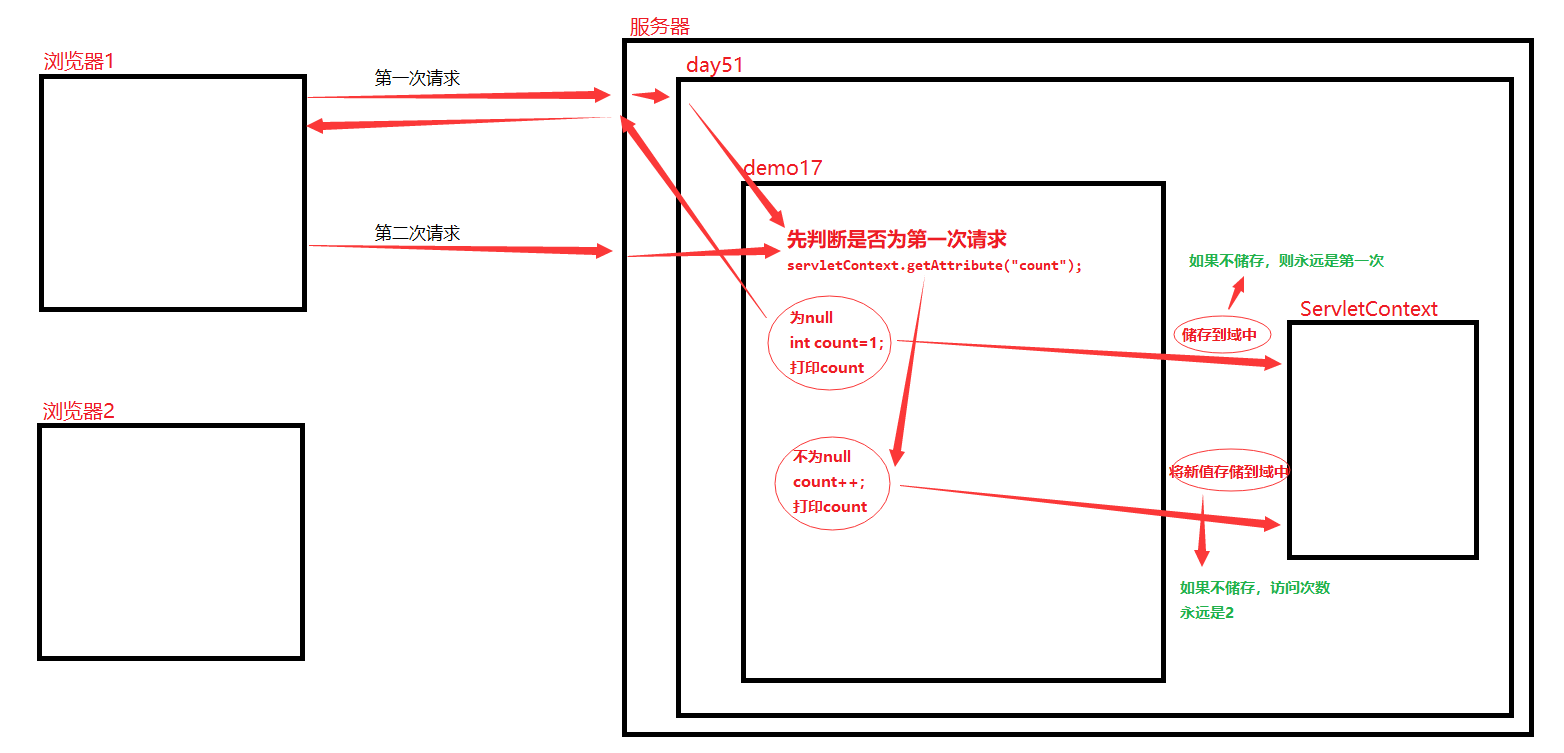 服务器
浏览器1
day51
第一次请求
demo17
第二次请求
先判断是否为第一次请求
servletContext.getAttribute("count");
如果不储存，则永远是第一次
ServletContext
为null
int count=1;
打印count
储存到域中
浏览器2
不为null
count++;
打印count
将新值存储到域中
如果不储存，访问次数
永远是2